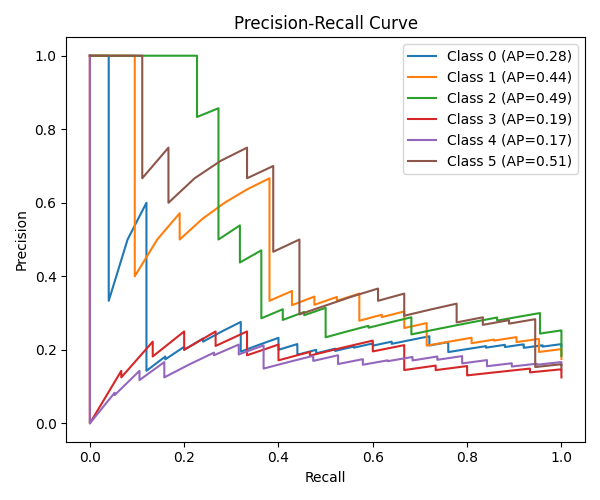 Precision-Recall Curve
Class 0 (AP=0.28)
Class 1 (AP=0.44)
Class 2 (AP=0.49)
Class 3 (AP=0.19)
Class 4 (AP=0.17)
Class 5 (AP=0.51)
Precision
1.0
0.8
0.6
0.4
0.2
0.0
0.0 0.2 0.4 0.6 0.8 1.0
Recall